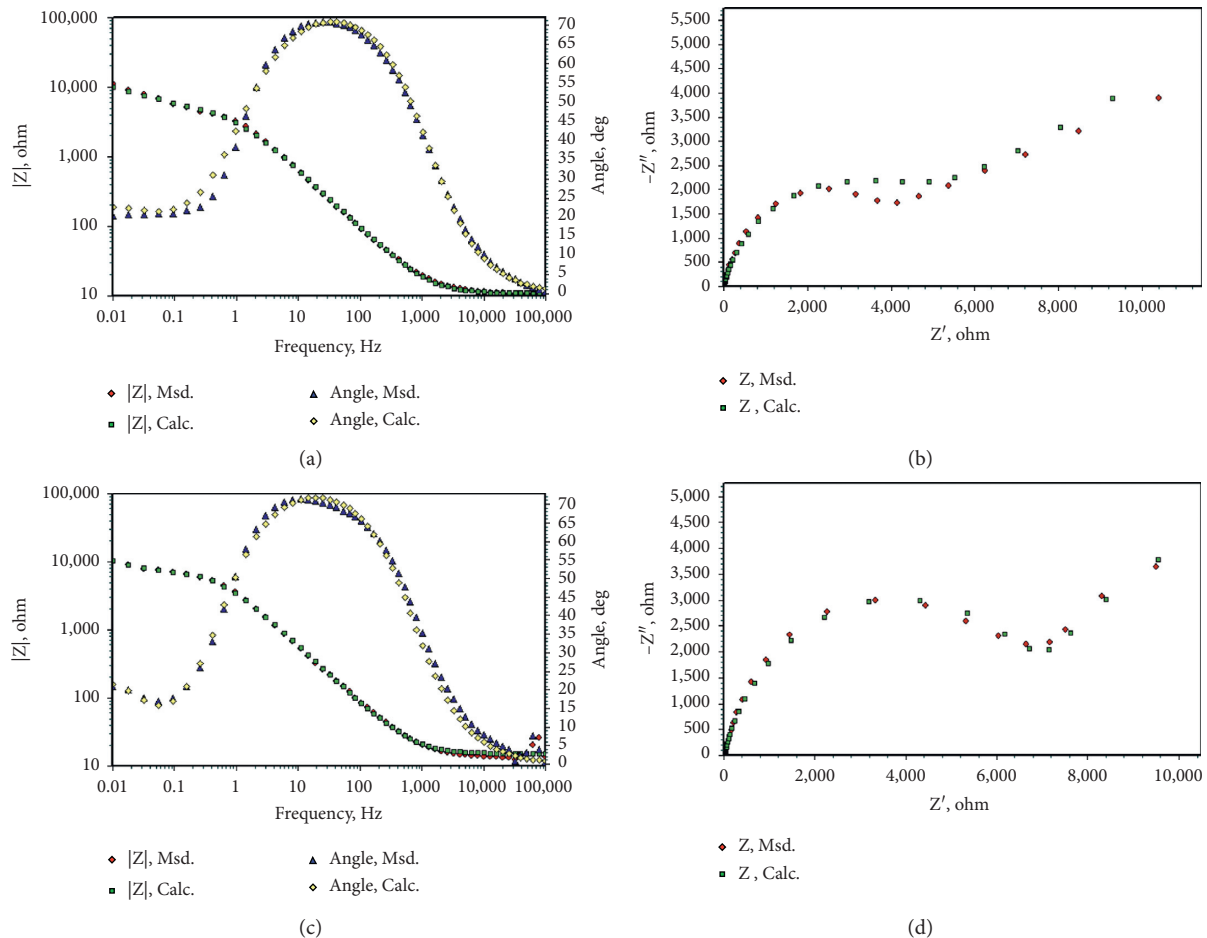 100,000
10,000
1,000
100
10
|Z|, ohm
70
65
60
55
50
45
40
35
30
25
20
15
10
5
0
Angle, deg
0.01 0.1 1 10 100 1,000 10,000 100,000
Frequency, Hz
|Z|, Msd.
|Z|, Calc.
Angle, Msd.
Angle, Calc.
(a)
5,500
5,000
4,500
4,000
3,500
3,000
2,500
2,000
1,500
1,000
500
0
−Z″, ohm
0 2,000 4,000 6,000 8,000 10,000
Z′, ohm
Z, Msd.
Z , Calc.
(b)
100,000
10,000
1,000
100
10
|Z|, ohm
70
65
60
55
50
45
40
35
30
25
20
15
10
5
0
Angle, deg
0.01 0.1 1 10 100 1,000 10,000 100,000
Frequency, Hz
|Z|, Msd.
|Z|, Calc.
Angle, Msd.
Angle, Calc.
(c)
5,000
4,500
4,000
3,500
3,000
2,500
2,000
1,500
1,000
500
0
−Z″, ohm
0 2,000 4,000 6,000 8,000 10,000
Z′, ohm
Z, Msd.
Z , Calc.
(d)